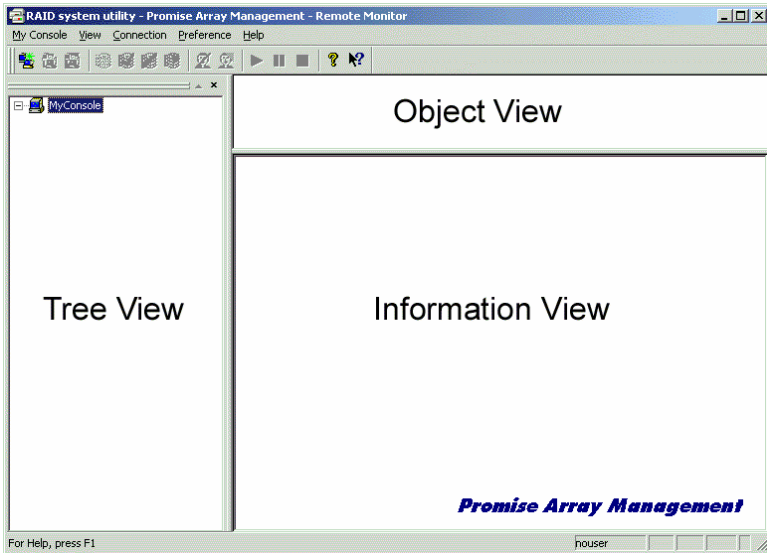 RAID system utility - Promise Array Management - Remote Monitor
My Console View Connection Preference Help
MyConsole
Object View
Tree View
Information View
Promise Array Management
For Help, press F1
nouser